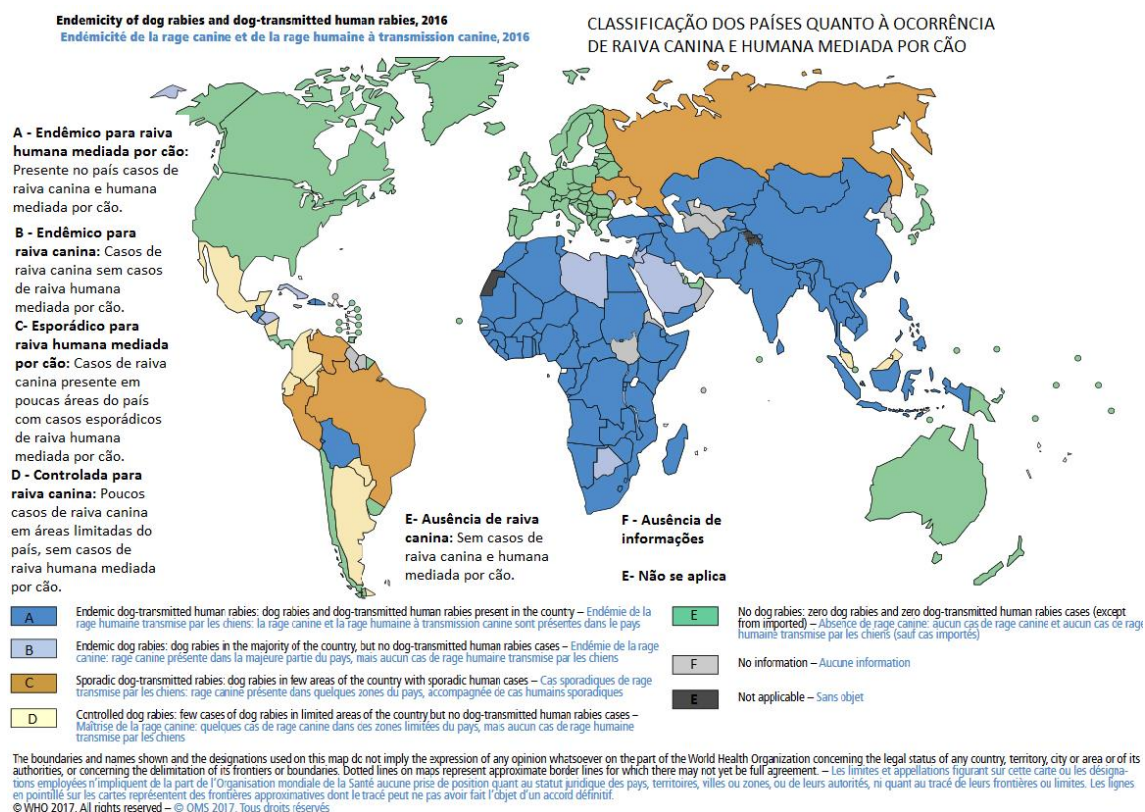 Endemicity of dog rabies and dog-transmitted human rabies, 2016
Endémicité de la rage canine et de la rage humaine à transmission canine, 2016
CLASSIFICAÇÃO DOS PAÍSES QUANTO À OCORRÊNCIA
DE RAIVA CANINA E HUMANA MEDIADA POR CÃO
A - Endêmico para raiva
humana mediada por cão:
Presente no país casos de
raiva canina e humana
mediada por cão.
B - Endêmico para
raiva canina: Casos de
raiva canina sem casos
de raiva humana
mediada por cão.
C- Esporádico para
raiva humana mediada
por cão: Casos de raiva
canina presente em
poucas áreas do país
com casos esporádicos
de raiva humana
mediada por cão.
D - Controlada para
raiva canina: Poucos
casos de raiva canina
em áreas limitadas do
país, sem casos de
raiva humana mediada
por cão.
E- Ausência de raiva
canina: Sem casos de
raiva canina e humana
mediada por cão.
F - Ausência de
informações
E- Não se aplica
A
Endemic dog-transmitted human rabies: dog rabies and dog-transmitted human rabies present in the country – Endémie de la
rage humaine transmise par les chiens: la rage canine et la rage humaine à transmission canine sont présentes dans le pays
B
Endemic dog rabies: dog rabies in the majority of the country, but no dog-transmitted human rabies cases – Endémie de la rage
canine: rage canine présente dans la majeure partie du pays, mais aucun cas de rage humaine transmise par les chiens
C
Sporadic dog-transmitted rabies: dog rabies in few areas of the country with sporadic human cases – Cas sporadiques de rage
transmise par les chiens: rage canine présente dans quelques zones du pays, accompagnée de cas humains sporadiques
D
Controlled dog rabies: few cases of dog rabies in limited areas of the country but no dog-transmitted human rabies cases –
Maîtrise de la rage canine: quelques cas de rage canine dans des zones limitées du pays, mais aucun cas de rage humaine
transmise par les chiens
E
No dog rabies: zero dog rabies and zero dog-transmitted human rabies cases (except
from imported) – Absence de rage canine: aucun cas de rage canine et aucun cas de rage
humaine transmise par les chiens (sauf cas importés)
F
No information – Aucune information
E
Not applicable – Sans objet
The boundaries and names shown and the designations used on this map do not imply the expression of any opinion whatsoever on the part of the World Health Organization concerning the legal status of any country, territory, city or area or of its
authorities, or concerning the delimitation of its frontiers or boundaries. Dotted lines on maps represent approximate border lines for which there may not yet be full agreement. – Les limites et appellations figurant sur cette carte ou les désigna-
tions employées n'impliquent de la part de l'Organisation mondiale de la Santé aucune prise de position quant au statut juridique des pays, territoires, villes ou zones, ou de leurs autorités, ni quant au tracé de leurs frontières ou limites. Les lignes
en pointillé sur les cartes représentent des frontières approximatives dont le tracé peut ne pas avoir fait l'objet d'un accord définitif.
© WHO 2017. All rights reserved – © OMS 2017. Tous droits réservés